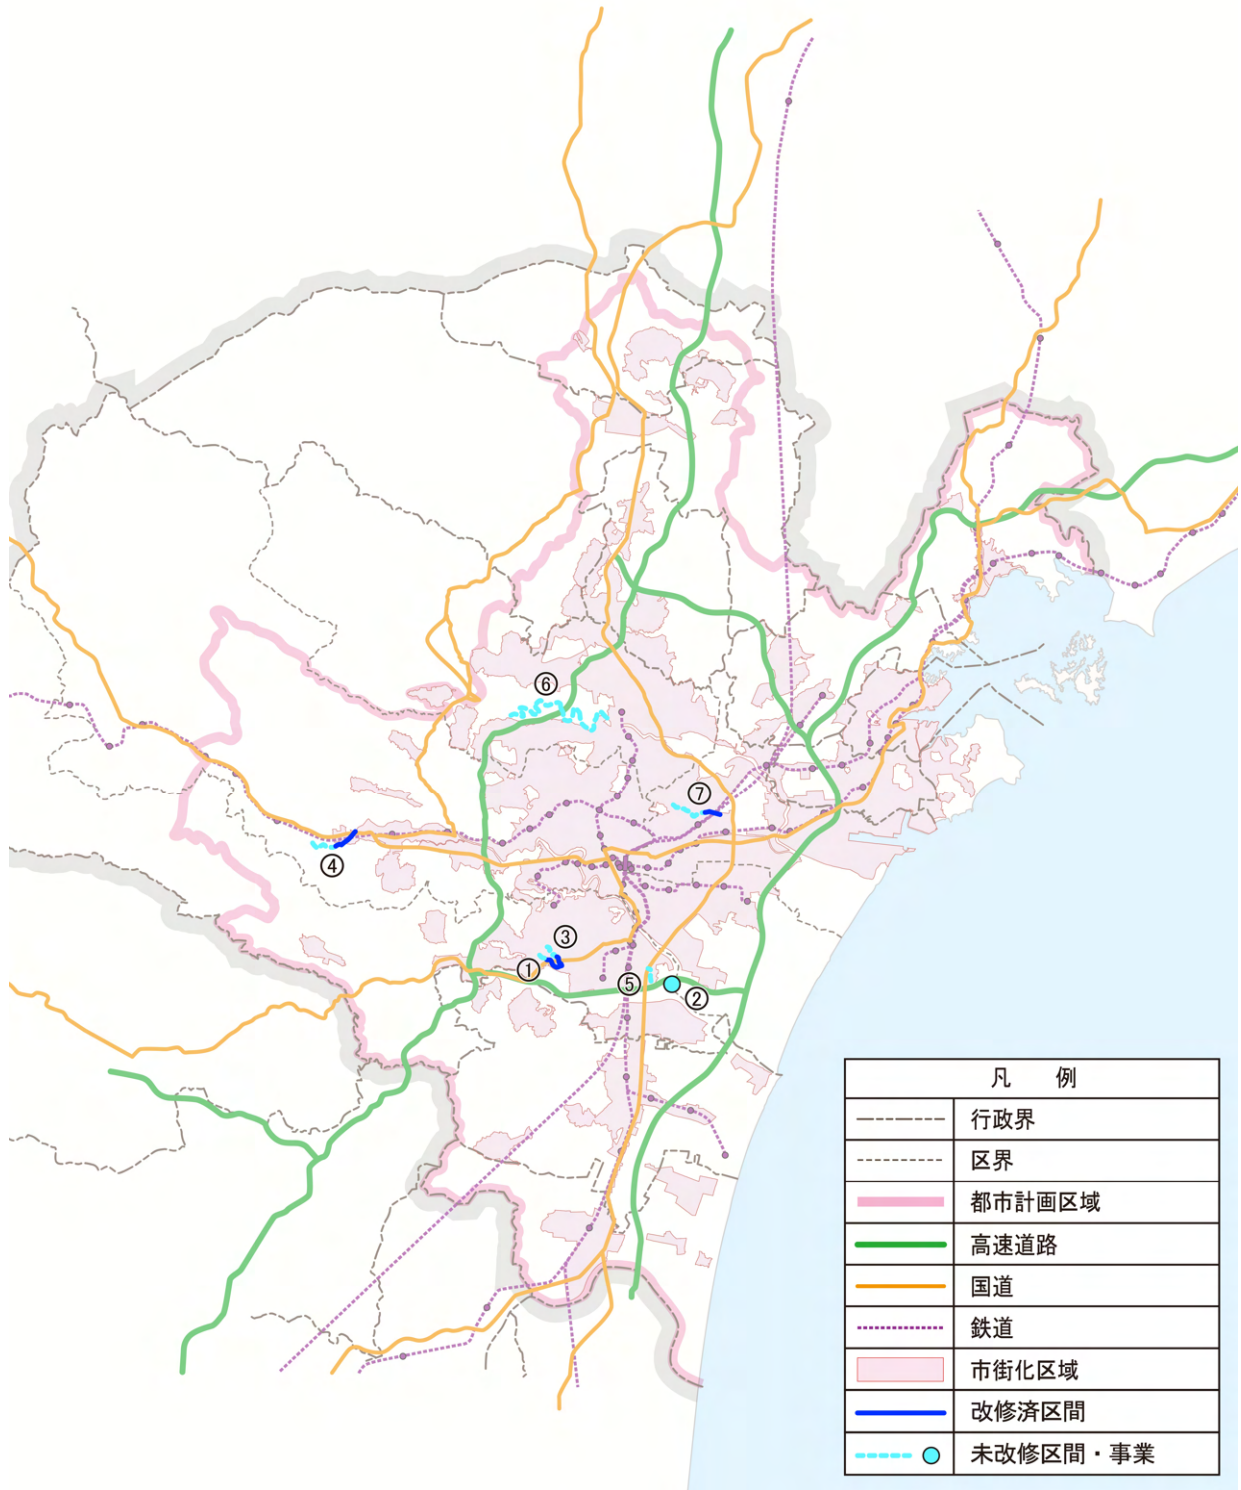 ⑥
⑦
④
③
①
⑤
②
凡 例
行政界
区界
都市計画区域
高速道路
国道
鉄道
市街化区域
改修済区間
未改修区間・事業